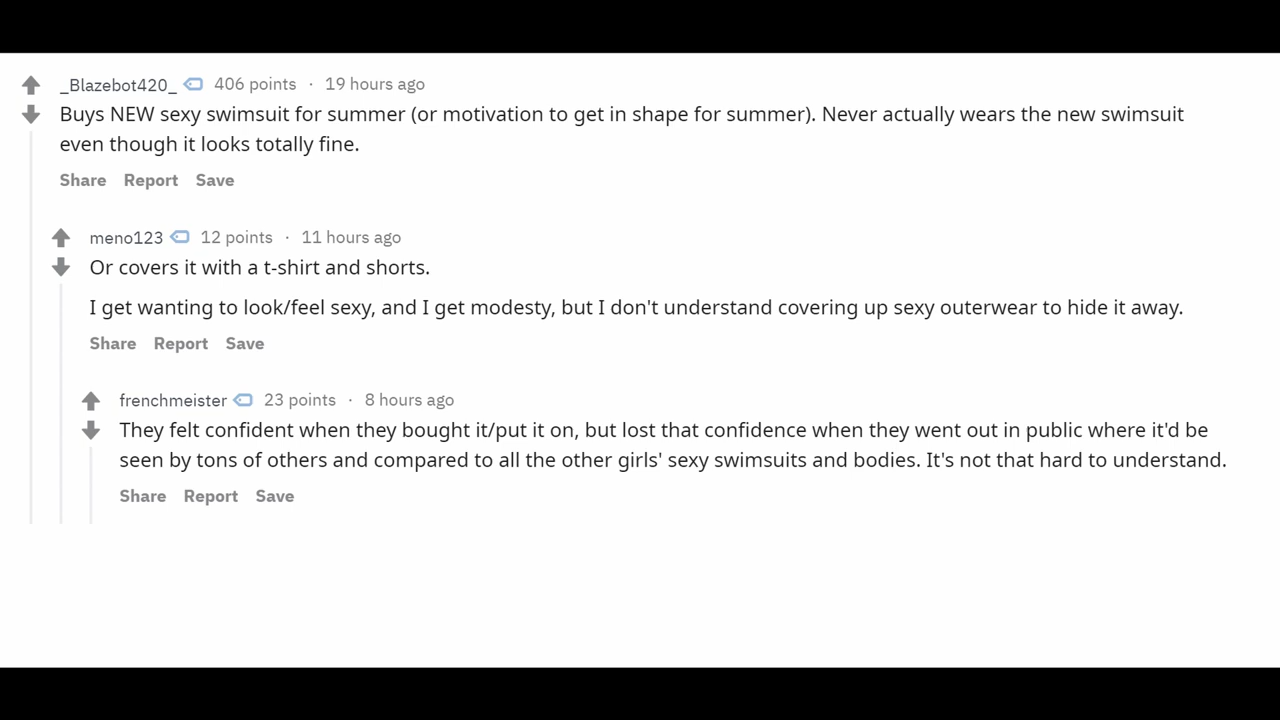 _Blazebot420_ 406 points · 19 hours ago
Buys NEW sexy swimsuit for summer (or motivation to get in shape for summer). Never actually wears the new swimsuit
even though it looks totally fine.
Share Report Save
meno123 12 points · 11 hours ago
Or covers it with a t-shirt and shorts.
I get wanting to look/feel sexy, and I get modesty, but I don't understand covering up sexy outerwear to hide it away.
Share Report Save
frenchmeister 23 points · 8 hours ago
They felt confident when they bought it/put it on, but lost that confidence when they went out in public where it'd be
seen by tons of others and compared to all the other girls' sexy swimsuits and bodies. It's not that hard to understand.
Share Report Save